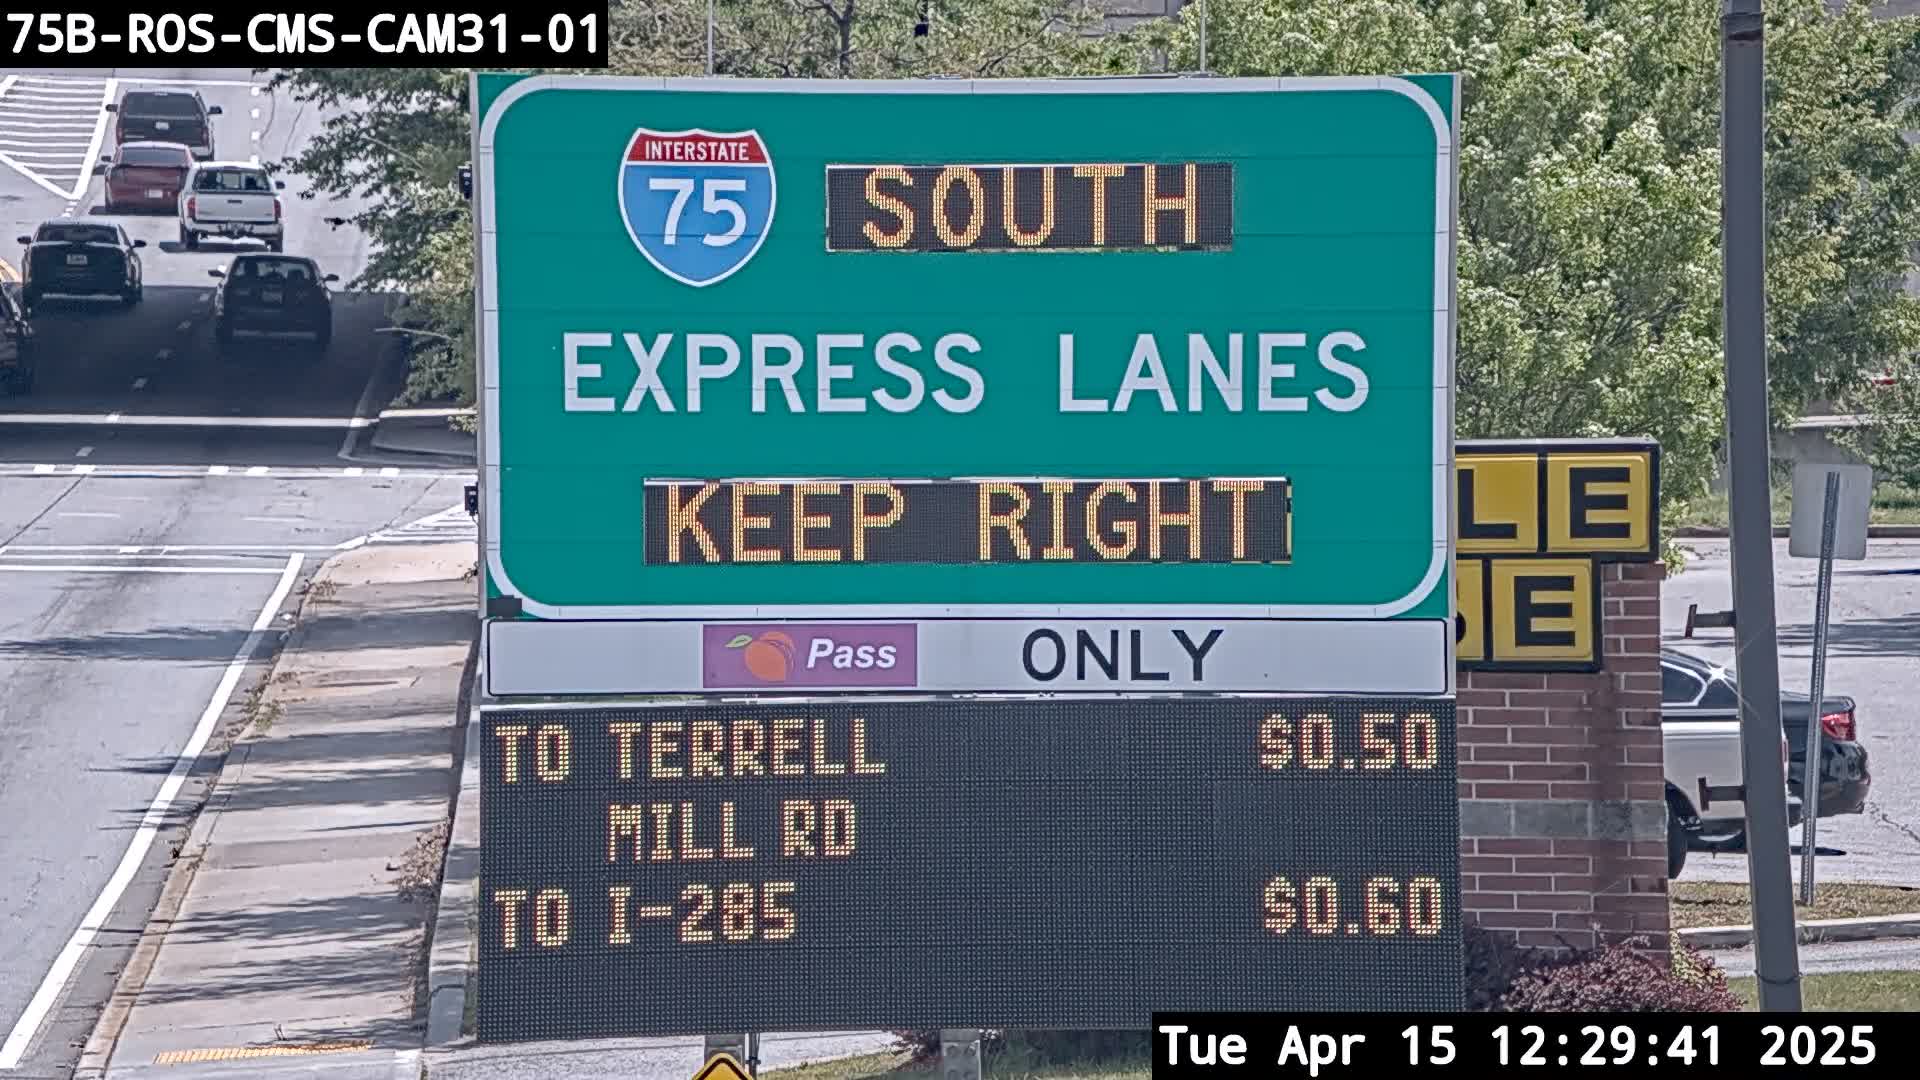 75B-ROS-CMS-CAM31-01
INTERSTATE
75
SOUTH
EXPRESS LANES
KEEP RIGHT
Pass ONLY
LE
E
TO TERRELL $0.50
MILL RD
TO I-285 $0.60
Tue Apr 15 12:29:41 2025